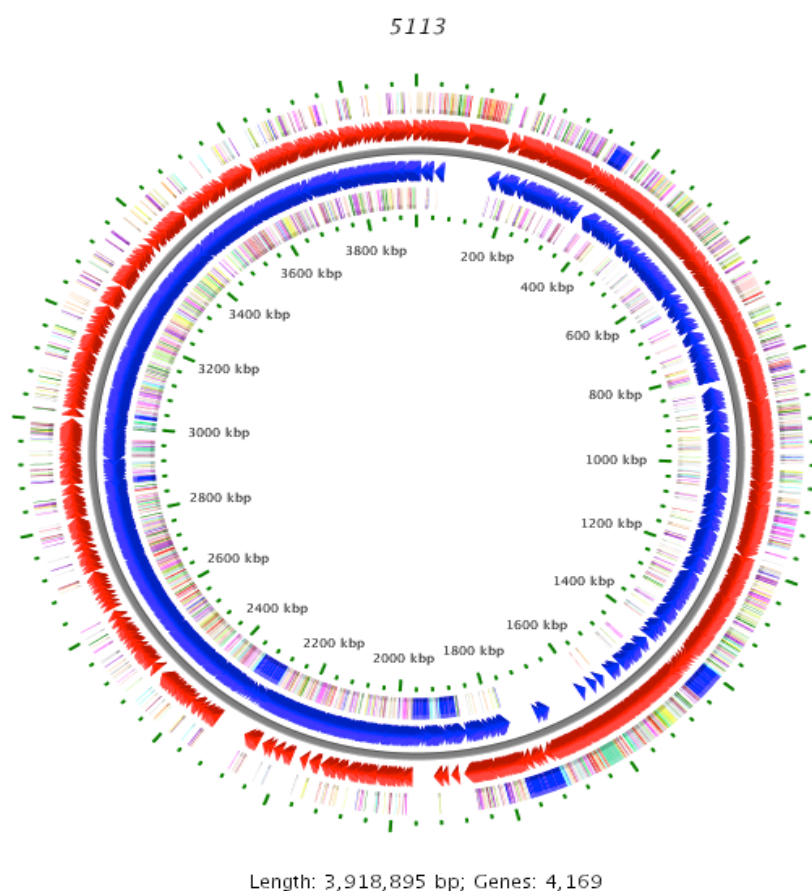 5113
200 kbp
400 kbp
600 kbp
800 kbp
1000 kbp
1200 kbp
1400 kbp
1600 kbp
1800 kbp
2000 kbp
2200 kbp
2400 kbp
2600 kbp
2800 kbp
3000 kbp
3200 kbp
3400 kbp
3600 kbp
3800 kbp
Length: 3,918,895 bp; Genes: 4,169